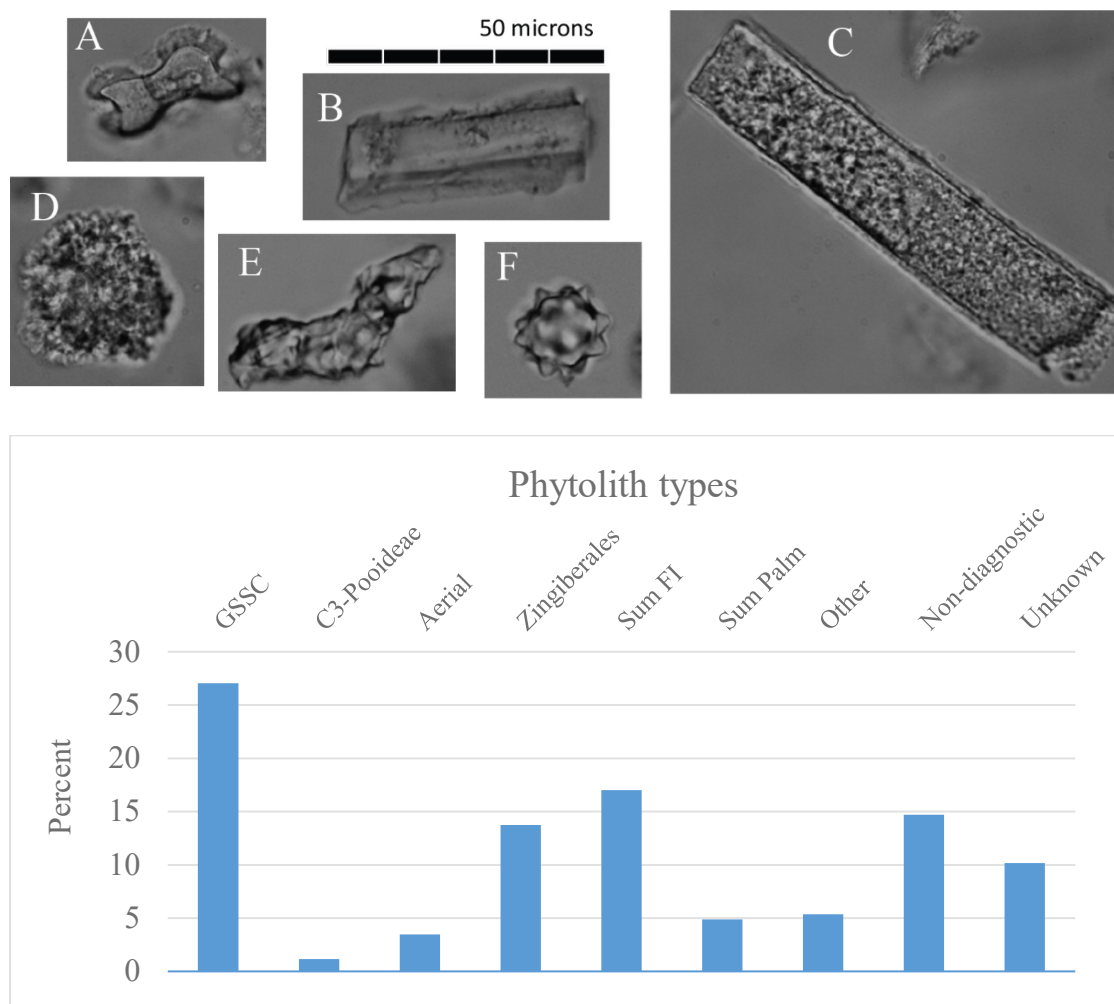 A
50 microns
B
C
D
E
F
Phytolith types
GSSC
C3-Pooideae
Aerial
Zingiberales
Sum FI
Sum Palm
Other
Non-diagnostic
Unknown
Percent
30
25
20
15
10
5
0